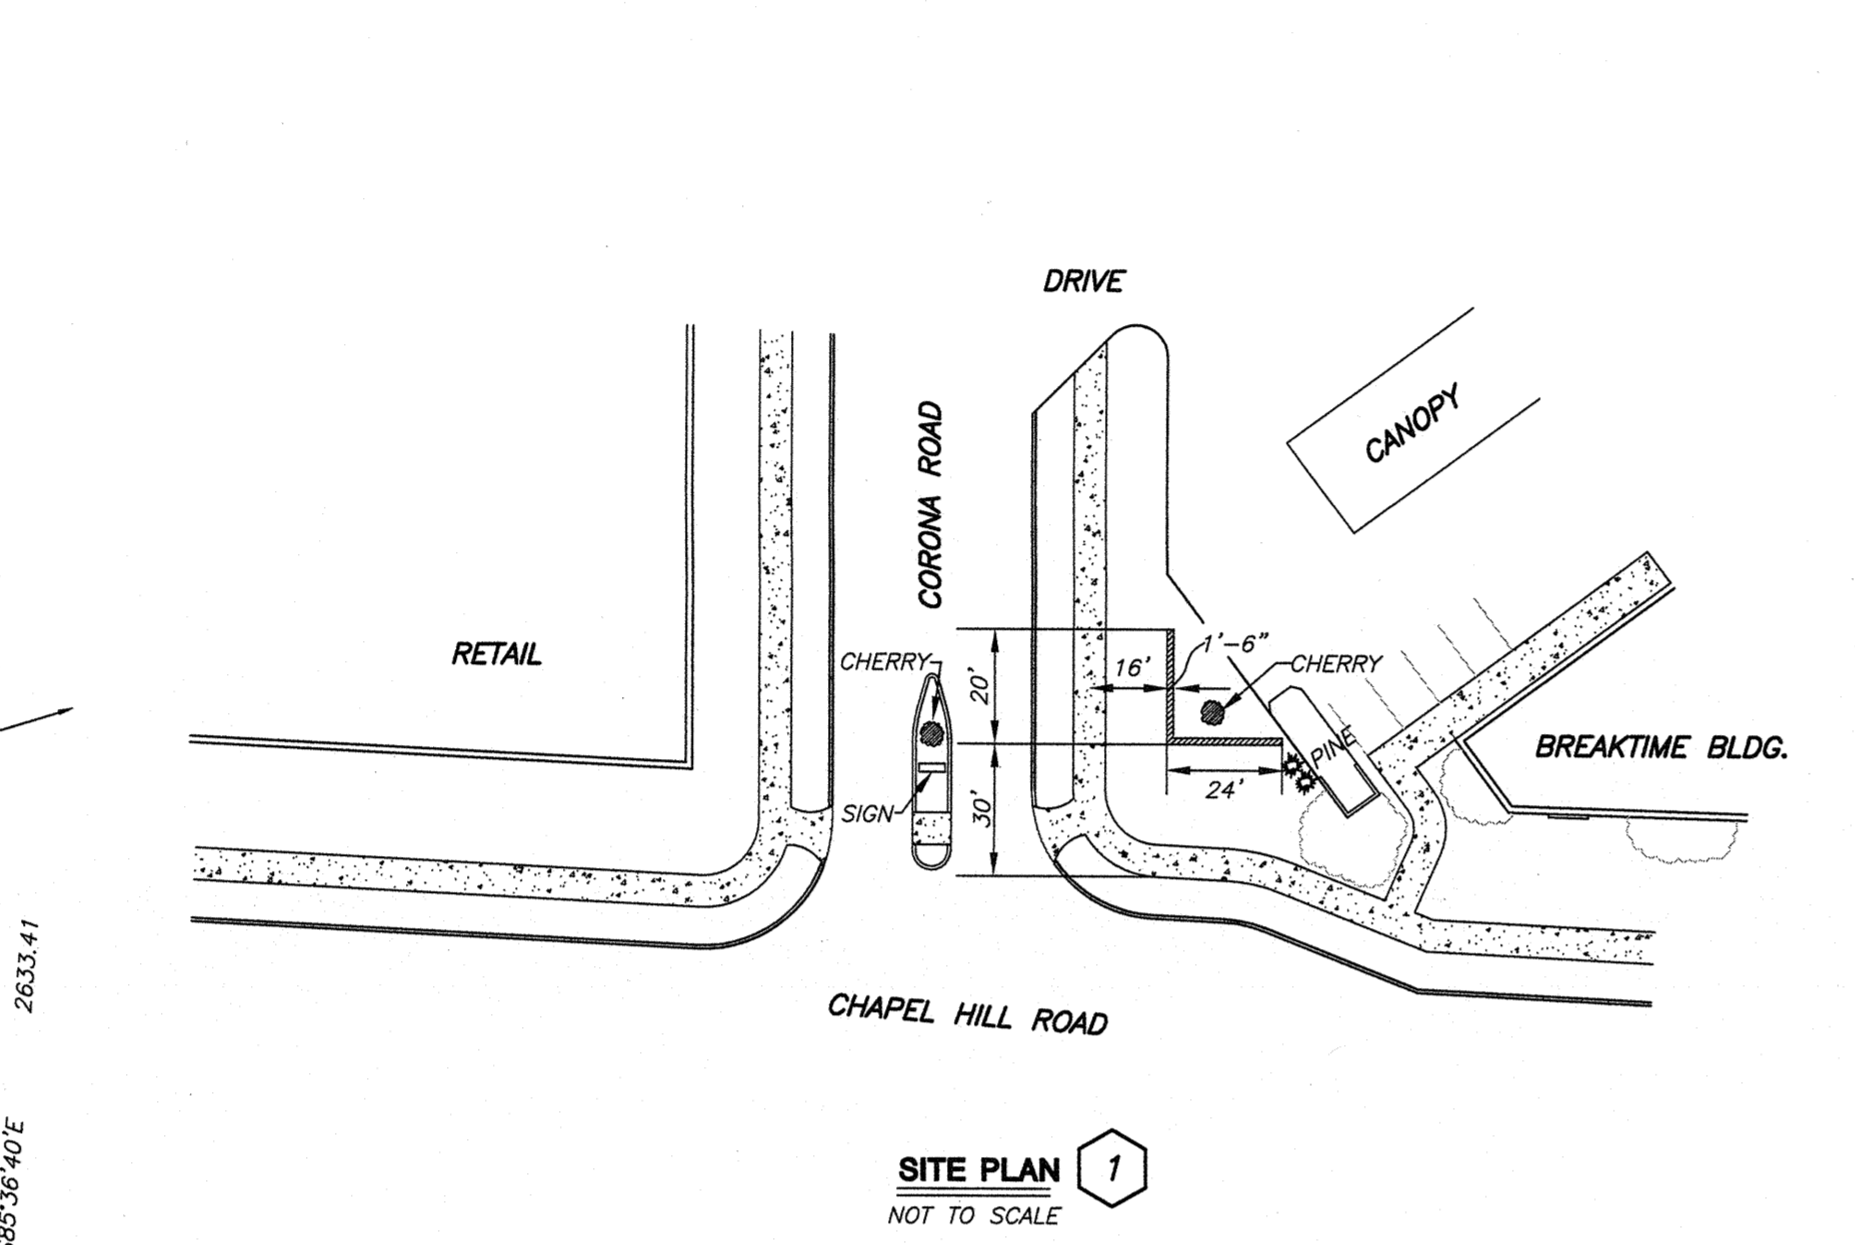 DRIVE
CANOPY
CORONA ROAD
RETAIL
CHERRY
20'
16'
1'-6"
CHERRY
PINE
BREAKTIME BLDG.
SIGN
30'
24'
2633.41
CHAPEL HILL ROAD
85°36'40"E
SITE PLAN
1
NOT TO SCALE